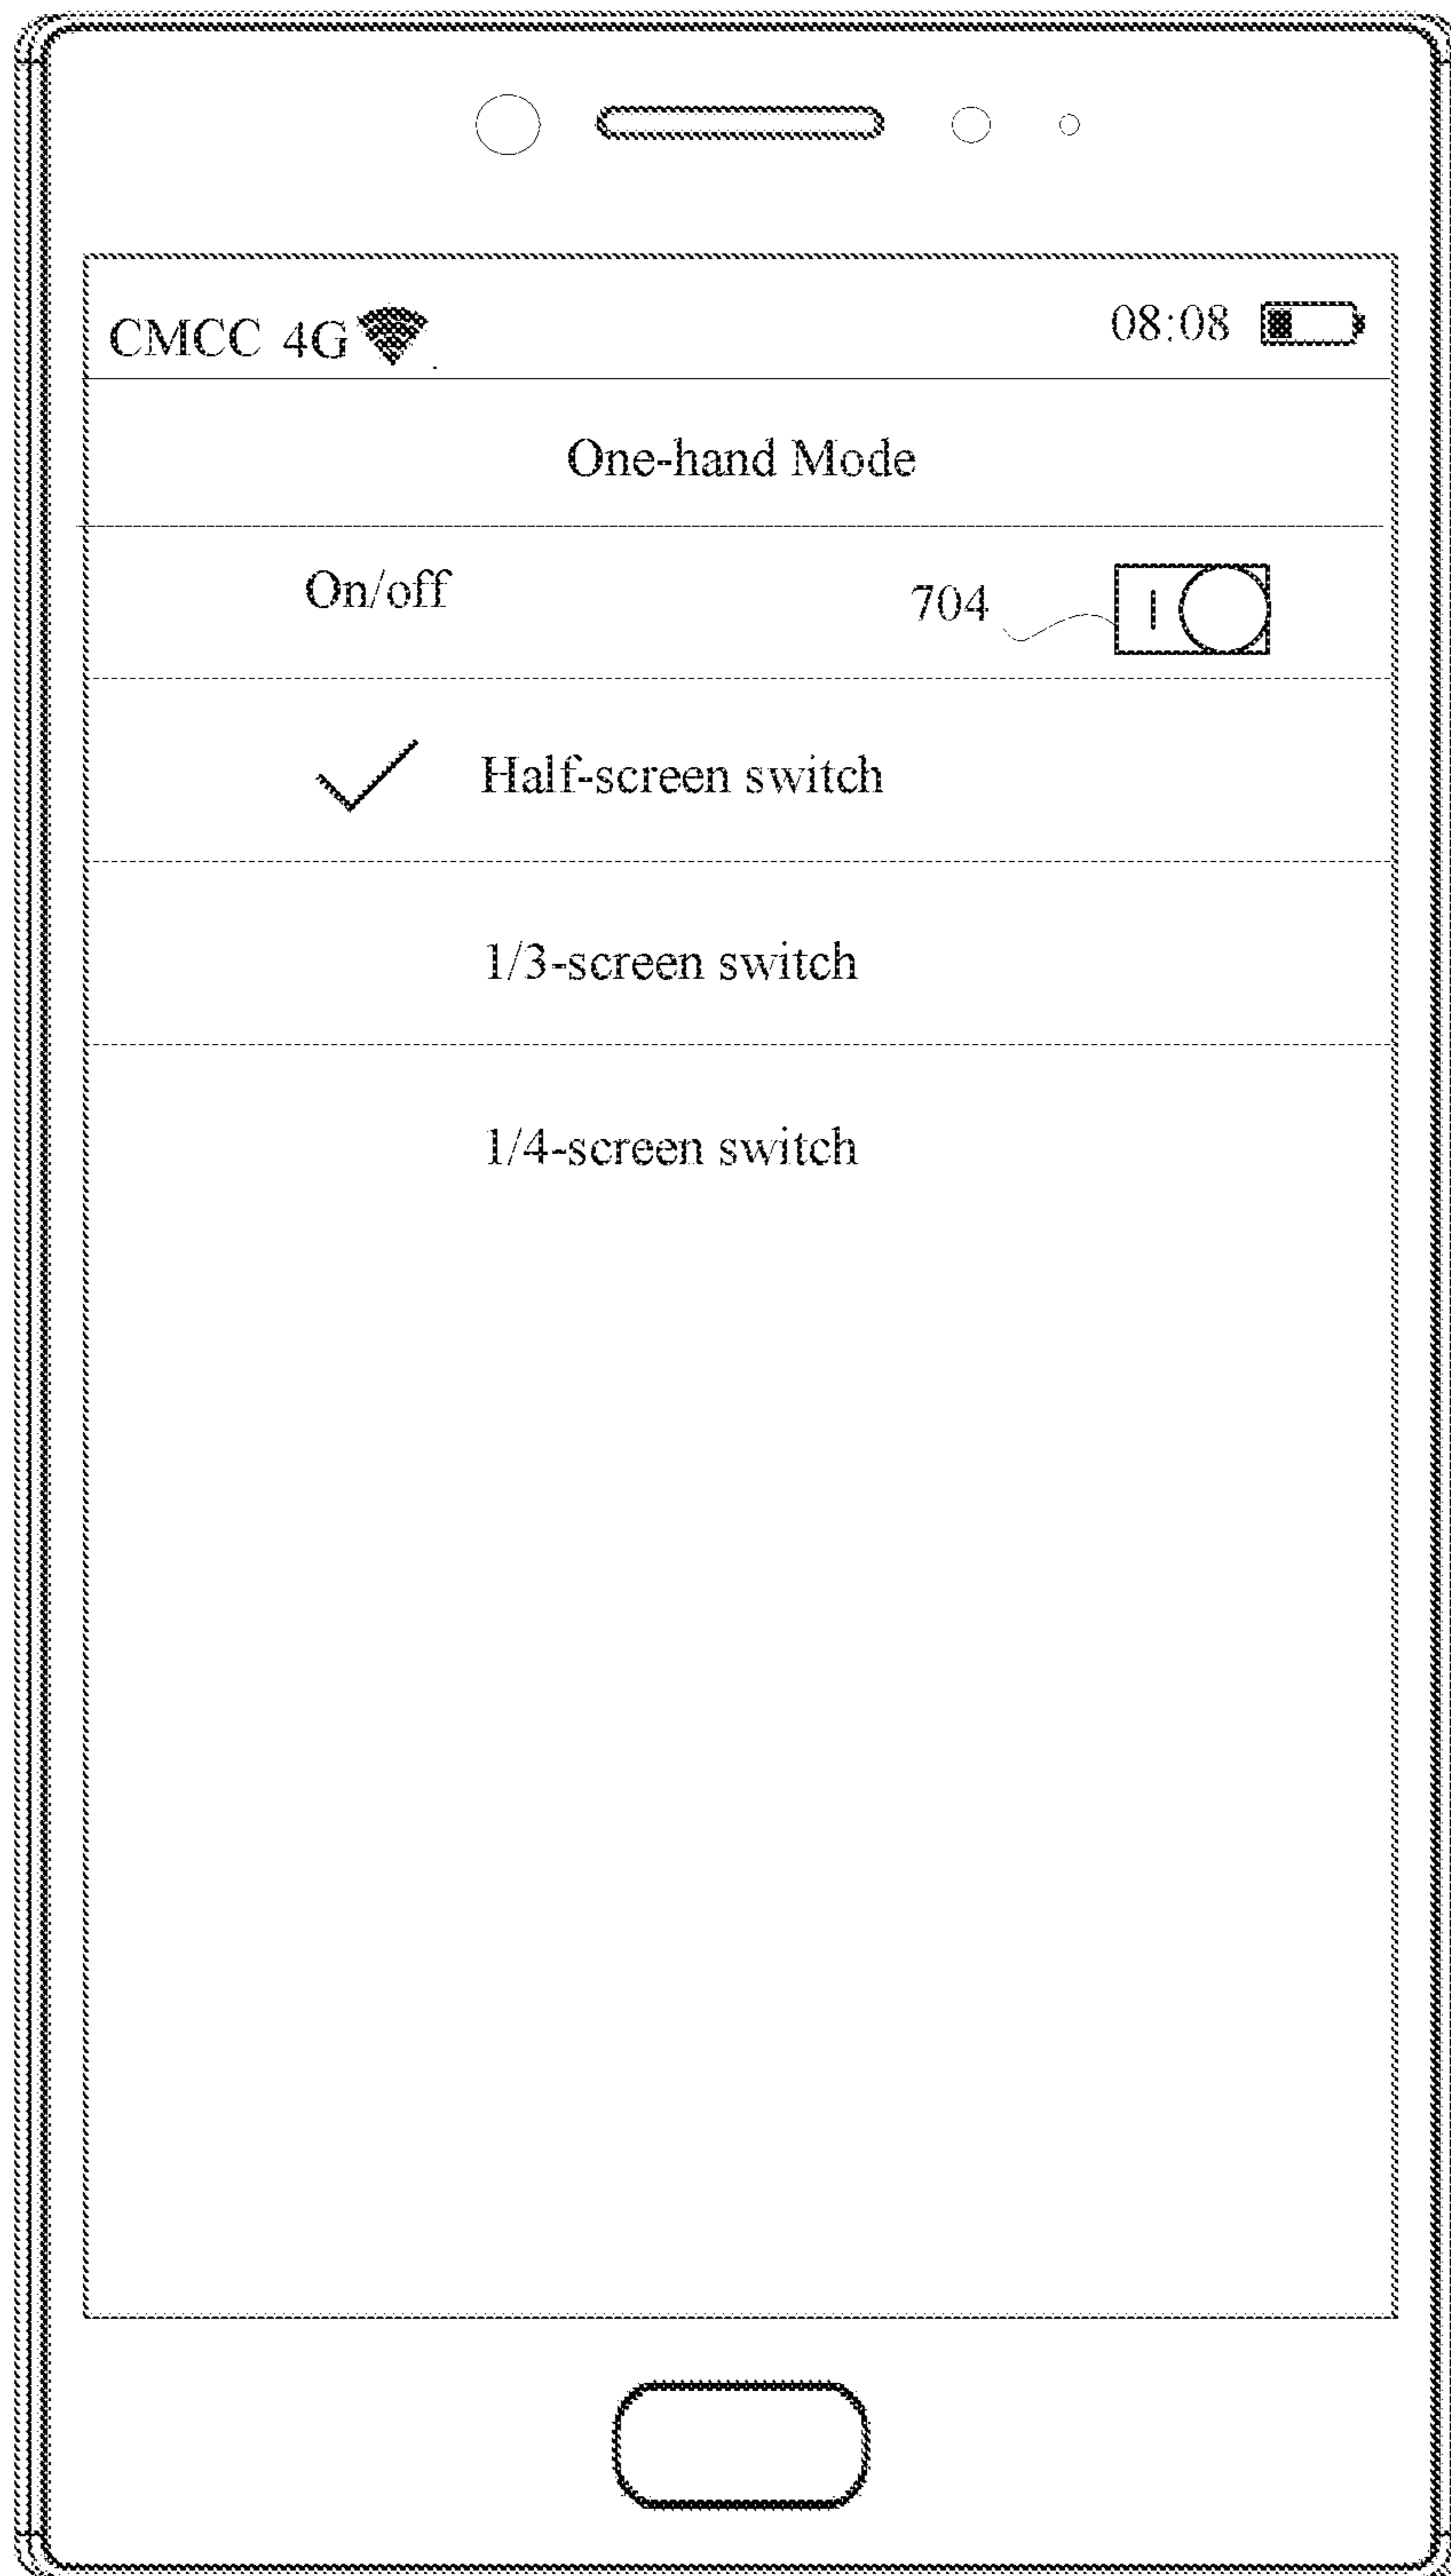 CMCC 4G 08:08
One-hand Mode
On/off 704
Half-screen switch
1/3-screen switch
1/4-screen switch